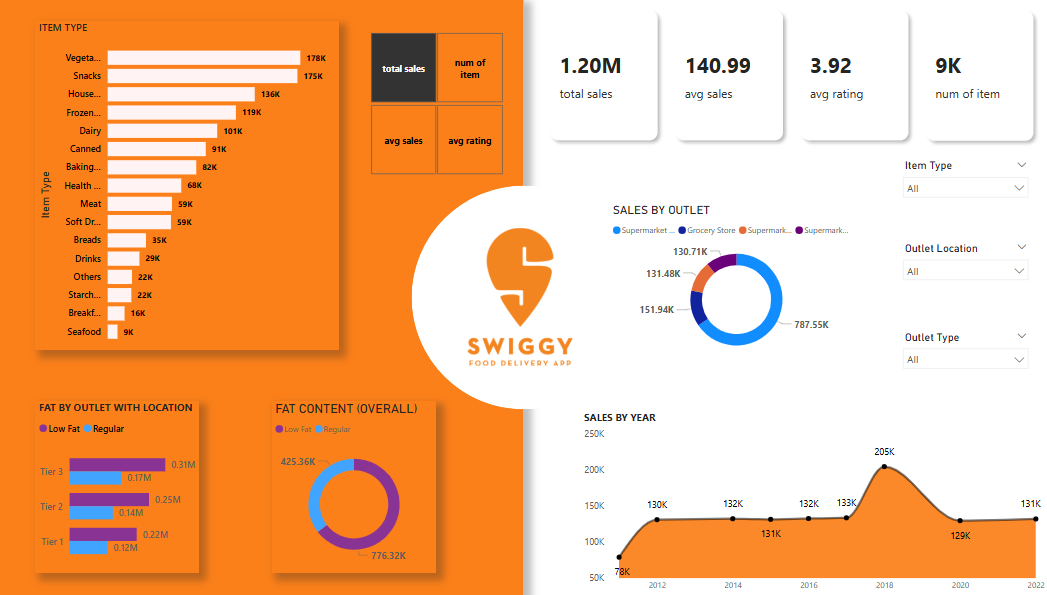 ITEM TYPE
Item Type
Vegeta... 178K
Snacks 175K
House... 136K
Frozen... 119K
Dairy 101K
Canned 91K
Baking... 82K
Health ... 68K
Meat 59K
Soft Dr... 59K
Breads 35K
Drinks 29K
Others 22K
Starch... 22K
Breakf... 16K
Seafood 9K
total sales
num of
item
avg sales
avg rating
1.20M
total sales
140.99
avg sales
3.92
avg rating
9K
num of item
Item Type
All
Outlet Location
All
Outlet Type
All
SALES BY OUTLET
Supermarket ... Grocery Store Supermark... Supermark...
130.71K
131.48K
151.94K
787.55K
SWIGGY
FOOD DELIVERY APP
FAT BY OUTLET WITH LOCATION
Low Fat Regular
Tier 3 0.31M
0.17M
Tier 2 0.25M
0.14M
Tier 1 0.22M
0.12M
FAT CONTENT (OVERALL)
Low Fat Regular
425.36K
776.32K
SALES BY YEAR
250K
200K
150K
100K
50K
78K
130K
132K
131K
132K
133K
205K
129K
131K
2012 2014 2016 2018 2020 2022